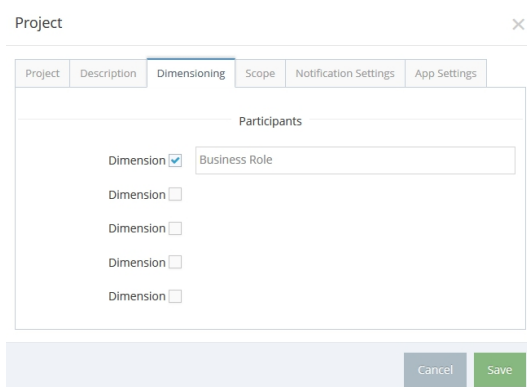 Project
Project Description Dimensioning Scope Notification Settings App Settings
Participants
Dimension Business Role
Dimension
Dimension
Dimension
Dimension
Cancel Save